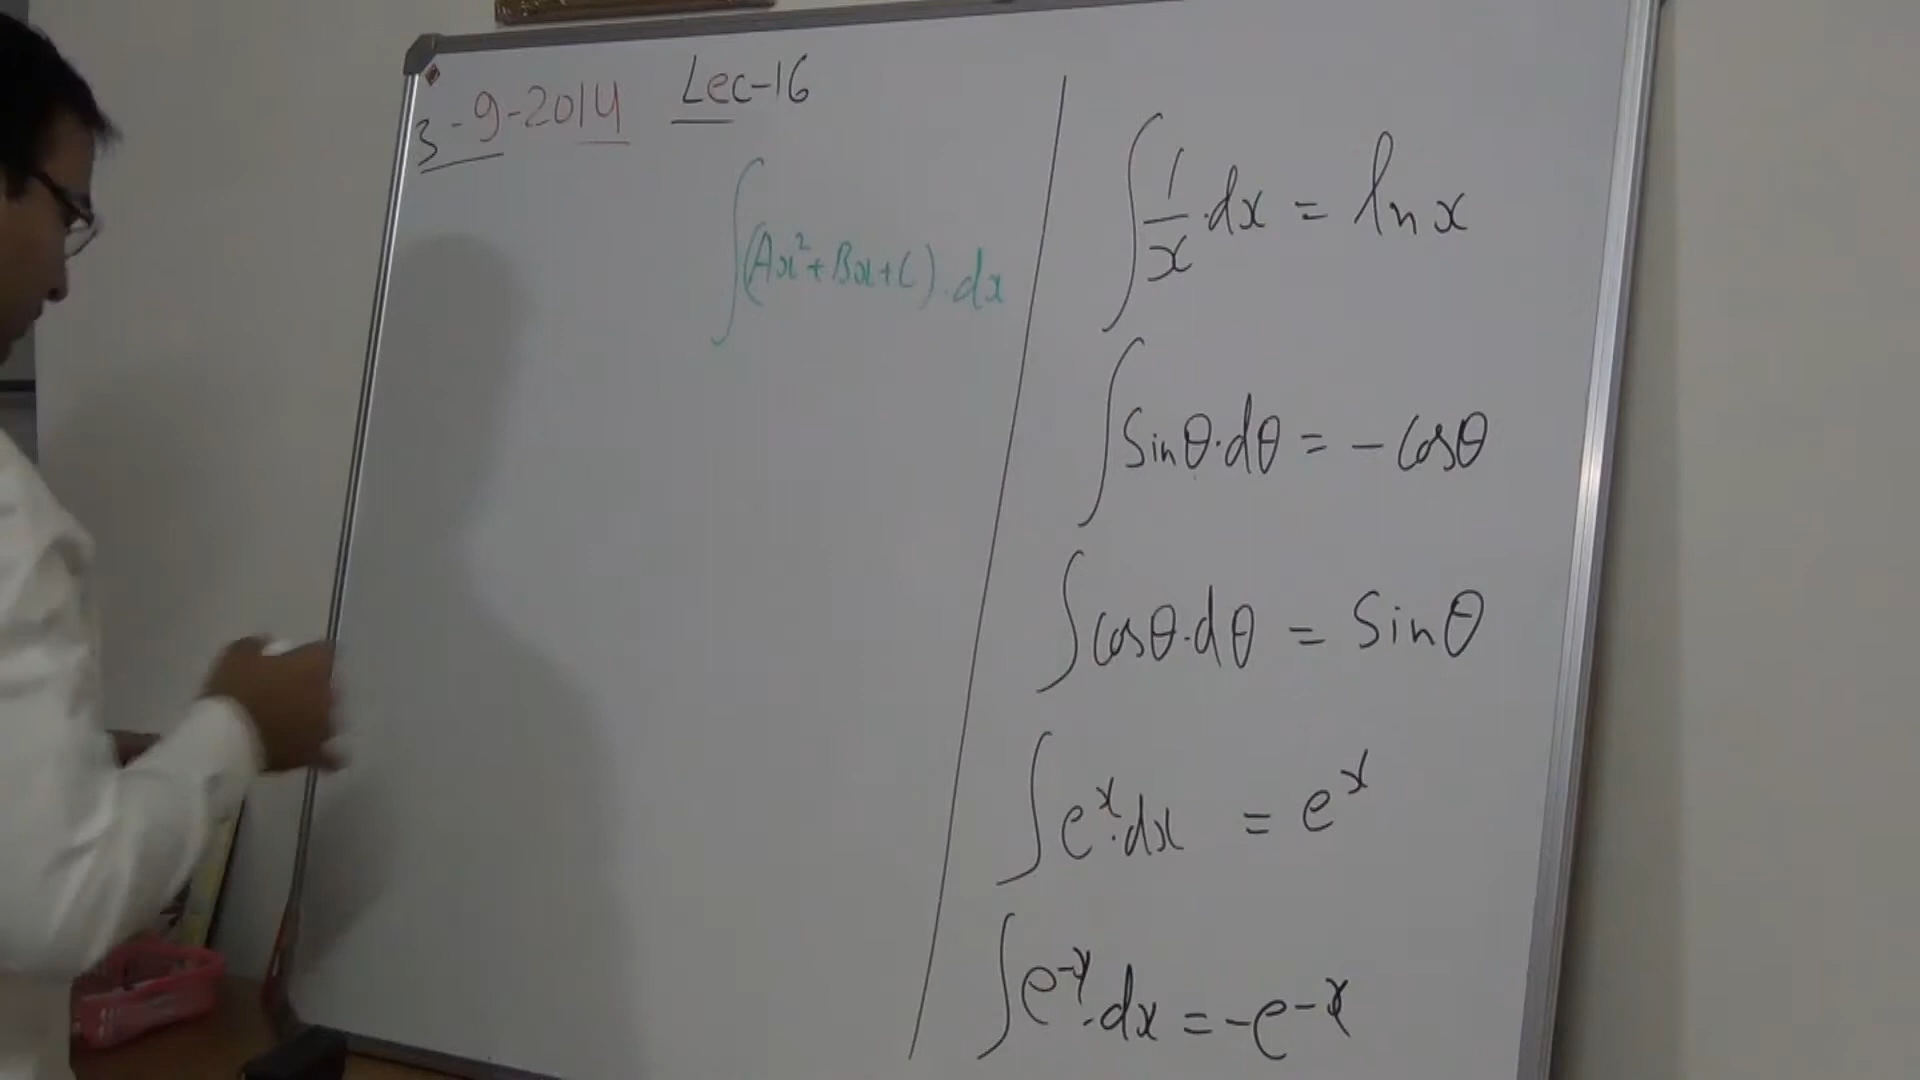 3-9-2014 Lec-16
∫(Ax²+Bx+C).dx
∫1/x.dx = ln x
∫Sinθ.dθ = - Cosθ
∫Cosθ.dθ = Sinθ
∫eˣ.dx = eˣ
∫e⁻ˣ.dx = -e⁻ˣ